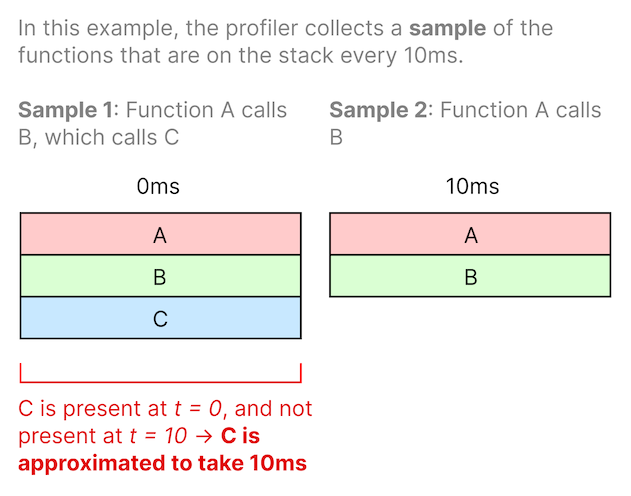 In this example, the profiler collects a sample of the
functions that are on the stack every 10ms.
Sample 1: Function A calls
B, which calls C
Sample 2: Function A calls
B
0ms
10ms
A
B
C
A
B
C is present at t = 0, and not
present at t = 10 → C is
approximated to take 10ms